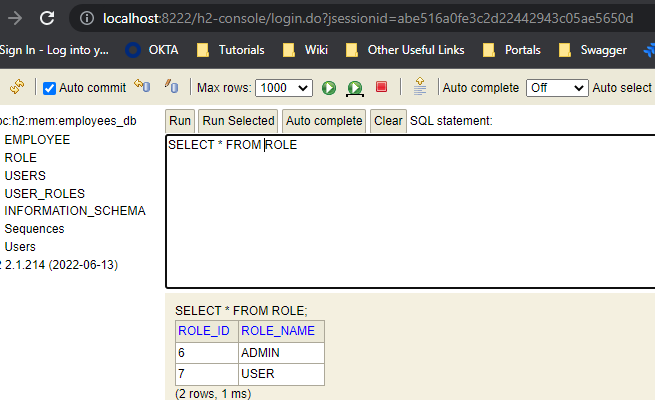 localhost:8222/h2-console/login.do?jsessionid=abe516a0fe3c2d22442943c05ae5650d
Sign In - Log into y... OKTA Tutorials Wiki Other Useful Links Portals Swagger
Auto commit Max rows: 1000 Auto complete Off Auto select
bc:h2:mem:employees_db
EMPLOYEE
ROLE
USERS
USER_ROLES
INFORMATION_SCHEMA
Sequences
Users
2 2.1.214 (2022-06-13)
Run Run Selected Auto complete Clear SQL statement:
SELECT * FROM ROLE
SELECT * FROM ROLE;
ROLE_ID ROLE_NAME
6 ADMIN
7 USER
(2 rows, 1 ms)